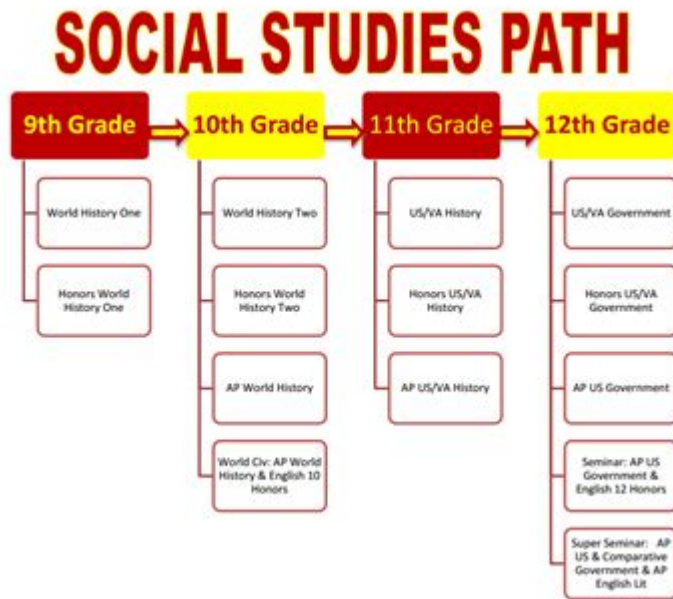 SOCIAL STUDIES PATH
9th Grade
10th Grade
11th Grade
12th Grade
World History One
Honors World
History One
World History Two
Honors World
History Two
AP World History
World Civ: AP World
History & English 10
Honors
US/VA History
Honors US/VA
History
AP US/VA History
US/VA Government
Honors US/VA
Government
AP US Government
Seminar: AP US
Government &
English 12 Honors
Super Seminar: AP
US & Comparative
Government & AP
English Lit